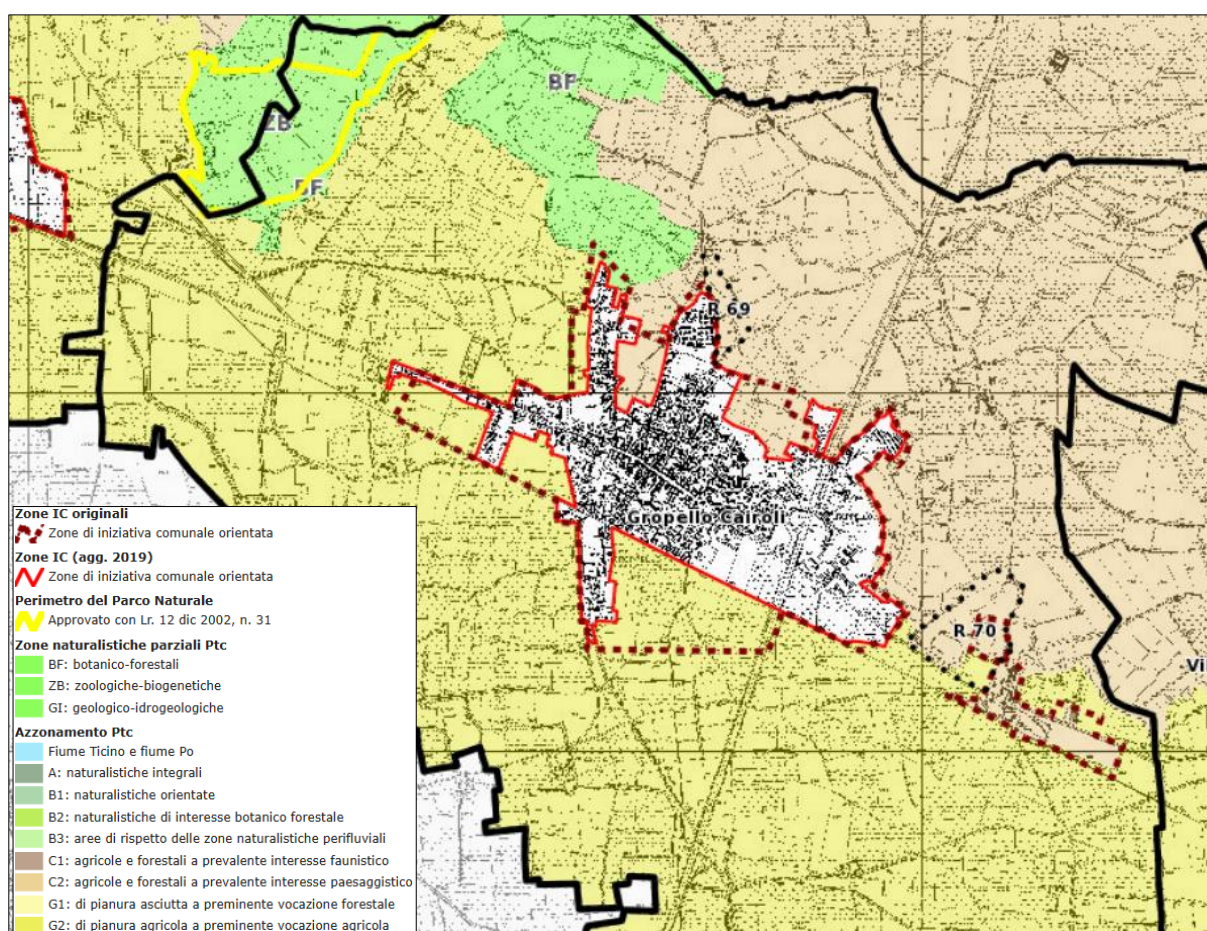 BF
ZB
BF
R 69
Gropello Cairoli
R 70
Vil
Zone IC originali
Zone di iniziativa comunale orientata
Zone IC (agg. 2019)
Zone di iniziativa comunale orientata
Perimetro del Parco Naturale
Approvato con Lr. 12 dic 2002, n. 31
Zone naturalistiche parziali Ptc
BF: botanico-forestali
ZB: zoologiche-biogenetiche
GI: geologico-idrogeologiche
Azzonamento Ptc
Fiume Ticino e fiume Po
A: naturalistiche integrali
B1: naturalistiche orientate
B2: naturalistiche di interesse botanico forestale
B3: aree di rispetto delle zone naturalistiche perifluviali
C1: agricole e forestali a prevalente interesse faunistico
C2: agricole e forestali a prevalente interesse paesaggistico
G1: di pianura asciutta a preminente vocazione forestale
G2: di pianura agricola a preminente vocazione agricola